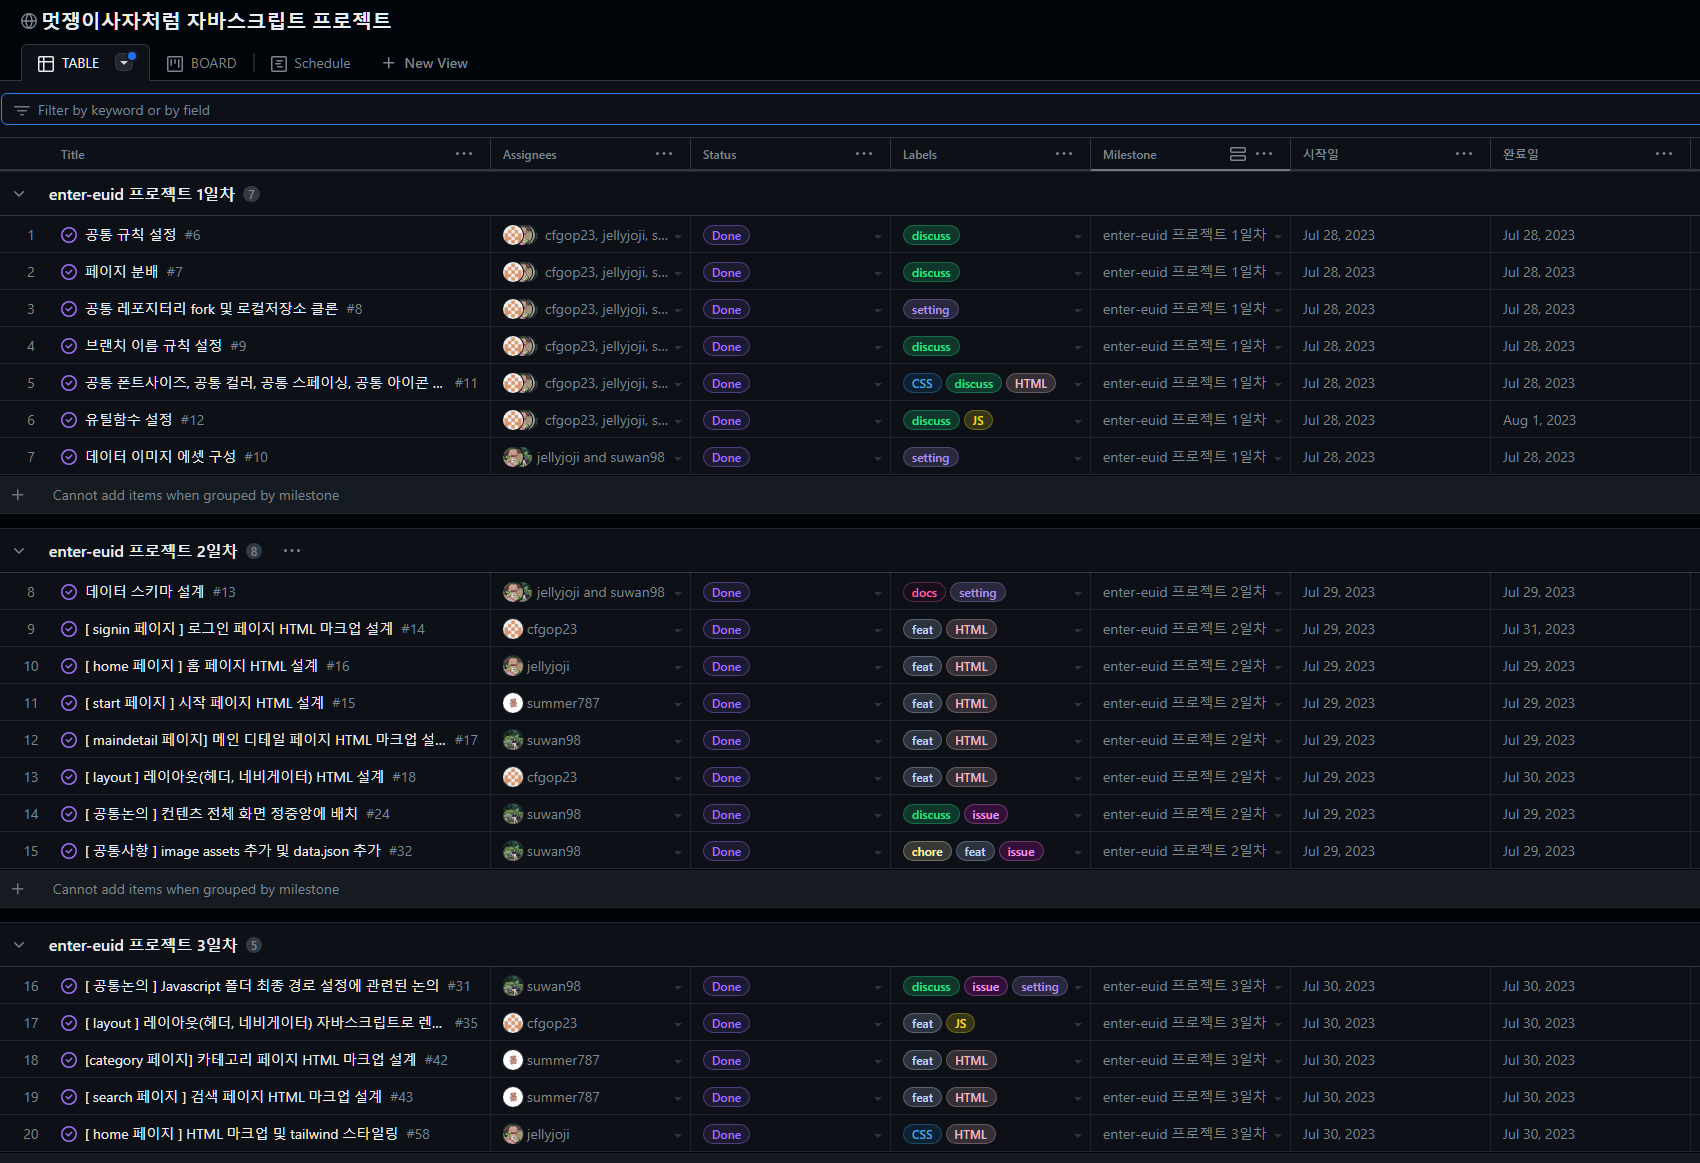 멋쟁이사자처럼 자바스크립트 프로젝트
TABLE BOARD Schedule New View
Filter by keyword or by field
Title Assignees Status Labels Milestone 시작일 완료일
enter-euid 프로젝트 1일차 7
1 공통 규칙 설정 #6 cfgop23, jellyjoji, s... Done discuss enter-euid 프로젝트 1일차 Jul 28, 2023 Jul 28, 2023
2 페이지 분배 #7 cfgop23, jellyjoji, s... Done discuss enter-euid 프로젝트 1일차 Jul 28, 2023 Jul 28, 2023
3 공통 레포지터리 fork 및 로컬저장소 클론 #8 cfgop23, jellyjoji, s... Done setting enter-euid 프로젝트 1일차 Jul 28, 2023 Jul 28, 2023
4 브랜치 이름 규칙 설정 #9 cfgop23, jellyjoji, s... Done discuss enter-euid 프로젝트 1일차 Jul 28, 2023 Jul 28, 2023
5 공통 폰트사이즈, 공통 컬러, 공통 스페이싱, 공통 아이콘 ... #11 cfgop23, jellyjoji, s... Done CSS discuss HTML enter-euid 프로젝트 1일차 Jul 28, 2023 Jul 28, 2023
6 유틸함수 설정 #12 cfgop23, jellyjoji, s... Done discuss JS enter-euid 프로젝트 1일차 Jul 28, 2023 Aug 1, 2023
7 데이터 이미지 에셋 구성 #10 jellyjoji and suwan98 Done setting enter-euid 프로젝트 1일차 Jul 28, 2023 Jul 28, 2023
Cannot add items when grouped by milestone
enter-euid 프로젝트 2일차 8
8 데이터 스키마 설계 #13 jellyjoji and suwan98 Done docs setting enter-euid 프로젝트 2일차 Jul 29, 2023 Jul 29, 2023
9 [ signin 페이지 ] 로그인 페이지 HTML 마크업 설계 #14 cfgop23 Done feat HTML enter-euid 프로젝트 2일차 Jul 29, 2023 Jul 31, 2023
10 [ home 페이지 ] 홈 페이지 HTML 설계 #16 jellyjoji Done feat HTML enter-euid 프로젝트 2일차 Jul 29, 2023 Jul 29, 2023
11 [ start 페이지 ] 시작 페이지 HTML 설계 #15 summer787 Done feat HTML enter-euid 프로젝트 2일차 Jul 29, 2023 Jul 29, 2023
12 [ maindetail 페이지] 메인 디테일 페이지 HTML 마크업 설... #17 suwan98 Done feat HTML enter-euid 프로젝트 2일차 Jul 29, 2023 Jul 29, 2023
13 [ layout ] 레이아웃(헤더, 네비게이터) HTML 설계 #18 cfgop23 Done feat HTML enter-euid 프로젝트 2일차 Jul 29, 2023 Jul 30, 2023
14 [ 공통논의 ] 컨텐츠 전체 화면 정중앙에 배치 #24 suwan98 Done discuss issue enter-euid 프로젝트 2일차 Jul 29, 2023 Jul 29, 2023
15 [ 공통사항 ] image assets 추가 및 data.json 추가 #32 suwan98 Done chore feat issue enter-euid 프로젝트 2일차 Jul 29, 2023 Jul 29, 2023
Cannot add items when grouped by milestone
enter-euid 프로젝트 3일차 5
16 [ 공통논의 ] Javascript 폴더 최종 경로 설정에 관련된 논의 #31 suwan98 Done discuss issue setting enter-euid 프로젝트 3일차 Jul 30, 2023 Jul 30, 2023
17 [ layout ] 레이아웃(헤더, 네비게이터) 자바스크립트로 렌... #35 cfgop23 Done feat JS enter-euid 프로젝트 3일차 Jul 30, 2023 Jul 30, 2023
18 [category 페이지] 카테고리 페이지 HTML 마크업 설계 #42 summer787 Done feat HTML enter-euid 프로젝트 3일차 Jul 30, 2023 Jul 30, 2023
19 [ search 페이지 ] 검색 페이지 HTML 마크업 설계 #43 summer787 Done feat HTML enter-euid 프로젝트 3일차 Jul 30, 2023 Jul 30, 2023
20 [ home 페이지 ] HTML 마크업 및 tailwind 스타일링 #58 jellyjoji Done CSS HTML enter-euid 프로젝트 3일차 Jul 30, 2023 Jul 30, 2023